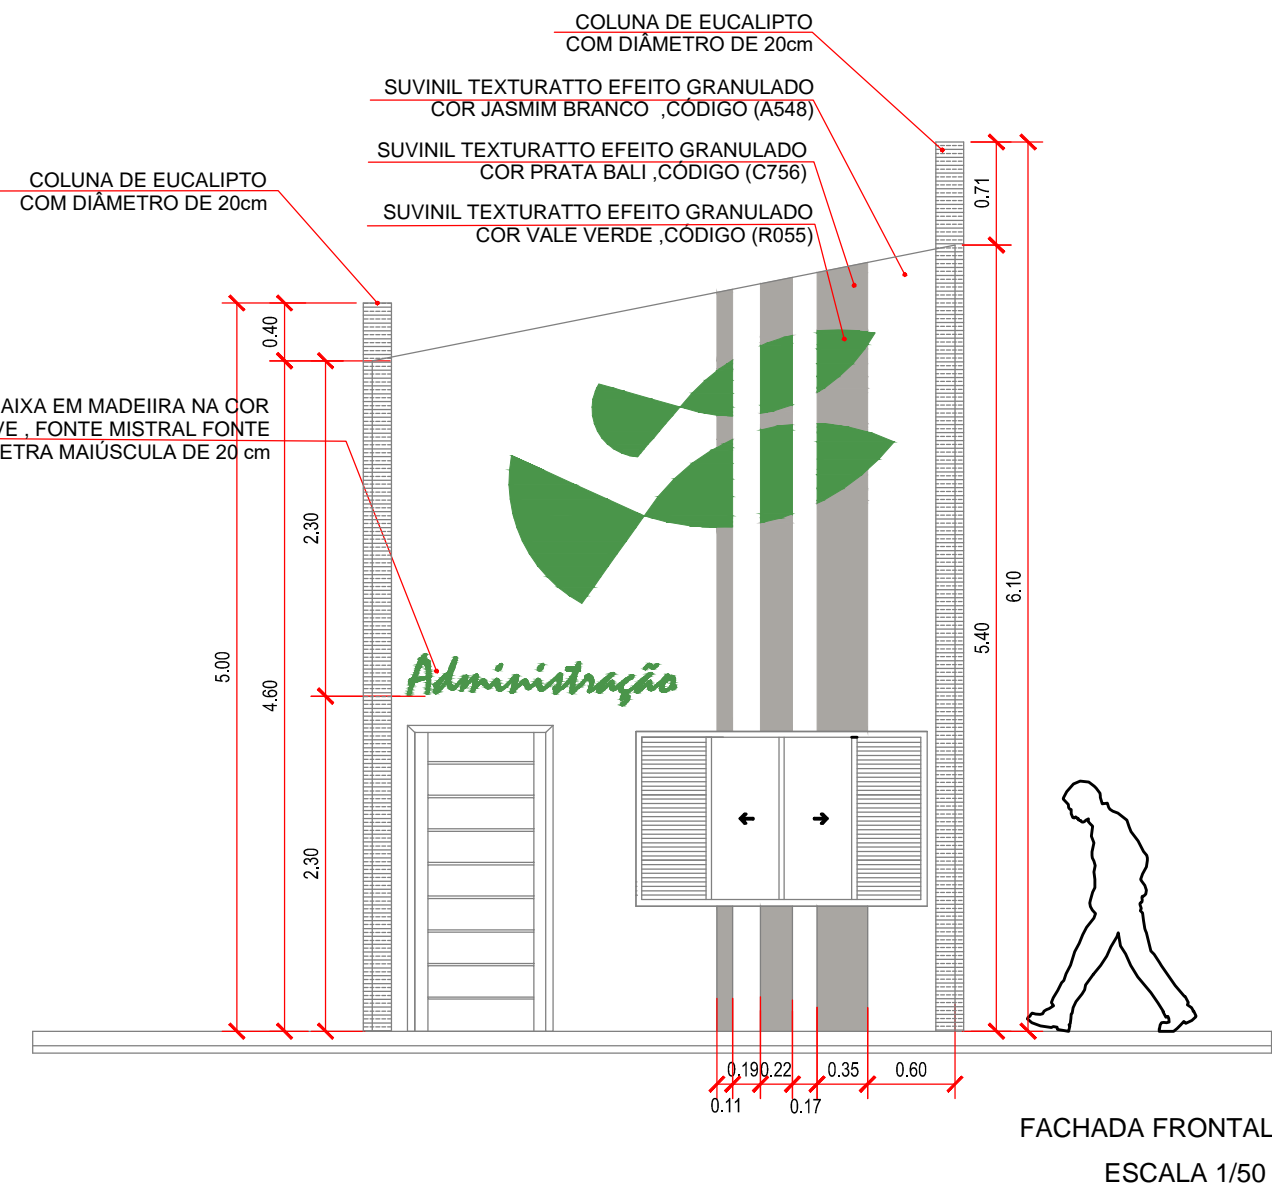 COLUNA DE EUCALIPTO
COM DIÂMETRO DE 20cm
SUVINIL TEXTURATTO EFEITO GRANULADO
COR JASMIM BRANCO ,CÓDIGO (A548)
SUVINIL TEXTURATTO EFEITO GRANULADO
COR PRATA BALI ,CÓDIGO (C756)
SUVINIL TEXTURATTO EFEITO GRANULADO
COR VALE VERDE ,CÓDIGO (R055)
COLUNA DE EUCALIPTO
COM DIÂMETRO DE 20cm
AIXA EM MADEIIRA NA COR
VE , FONTE MISTRAL FONTE
ETRA MAIÚSCULA DE 20 cm
0.40
2.30
5.00
4.60
2.30
0.71
6.10
5.40
Administração
0.19
0.22
0.35
0.60
0.11
0.17
FACHADA FRONTAL
ESCALA 1/50